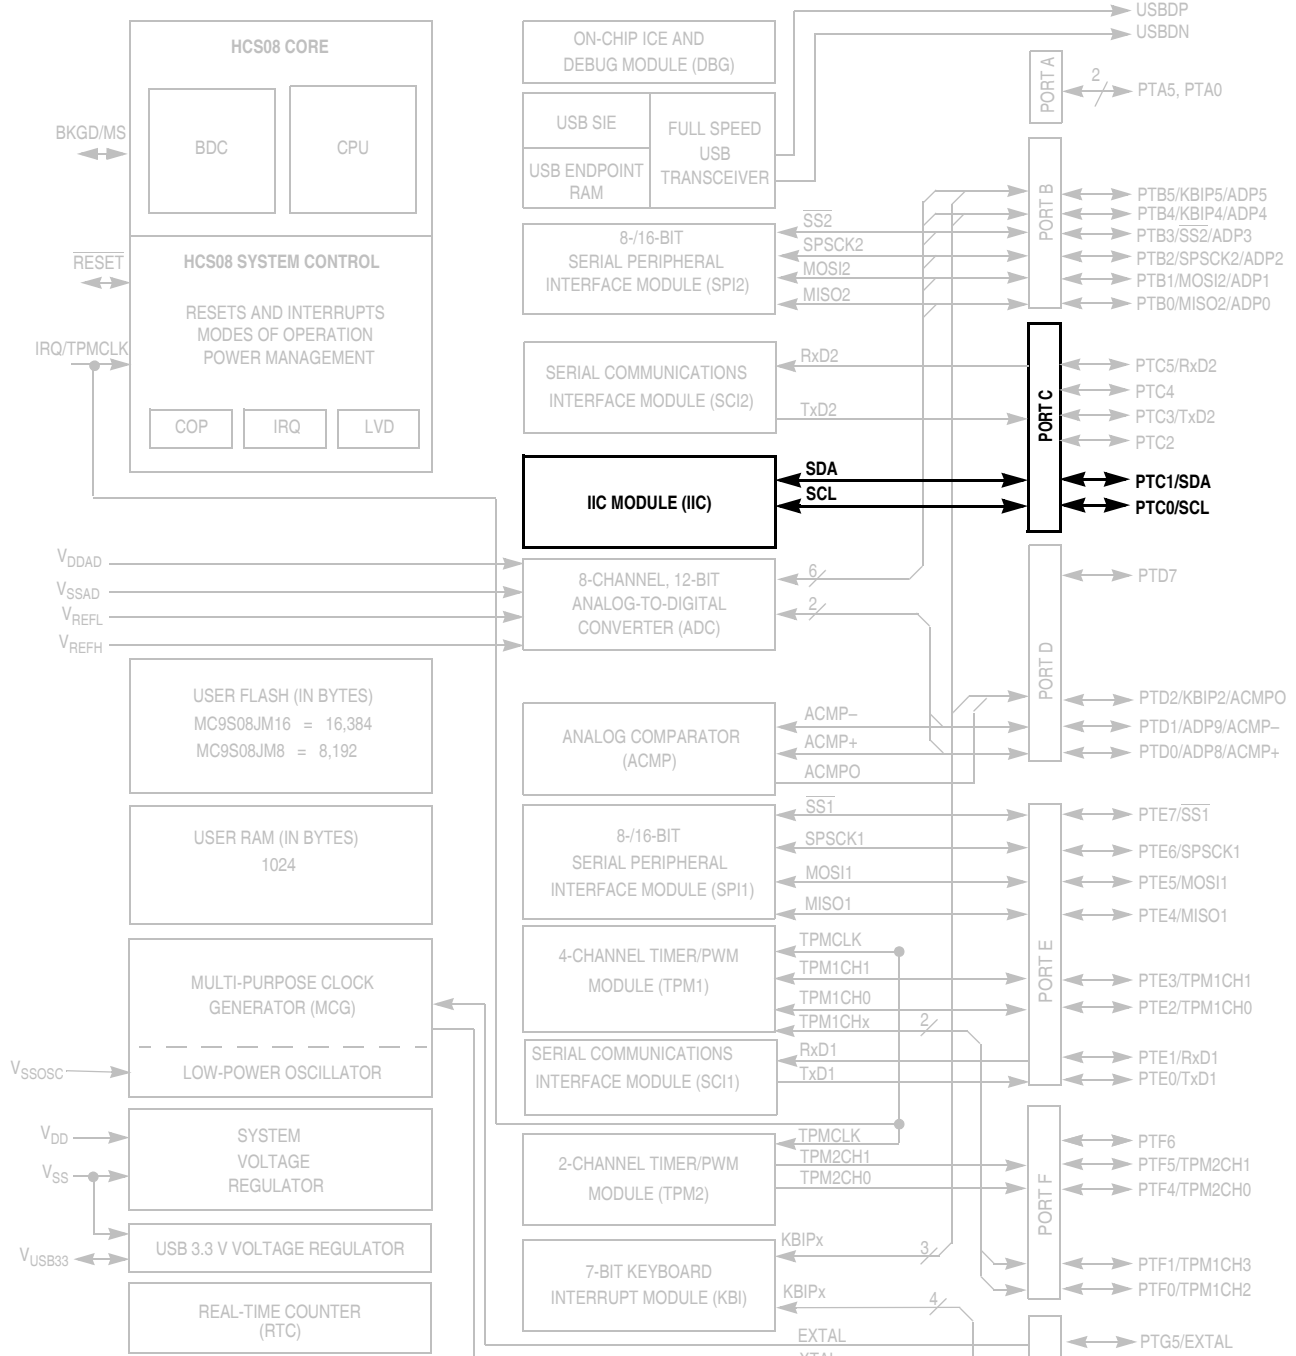 HCS08 CORE
BDC
CPU
BKGD/MS
RESET
HCS08 SYSTEM CONTROL
RESETS AND INTERRUPTS
MODES OF OPERATION
POWER MANAGEMENT
IRQ/TPMCLK
COP
IRQ
LVD
VDDAD
VSSAD
VREFL
VREFH
USER FLASH (IN BYTES)
MC9S08JM16 = 16,384
MC9S08JM8 = 8,192
USER RAM (IN BYTES)
1024
MULTI-PURPOSE CLOCK
GENERATOR (MCG)
LOW-POWER OSCILLATOR
VSSOSC
VDD
VSS
SYSTEM
VOLTAGE
REGULATOR
VUSB33
USB 3.3 V VOLTAGE REGULATOR
REAL-TIME COUNTER
(RTC)
ON-CHIP ICE AND
DEBUG MODULE (DBG)
USB SIE
USB ENDPOINT
RAM
FULL SPEED
USB
TRANSCEIVER
8-/16-BIT
SERIAL PERIPHERAL
INTERFACE MODULE (SPI2)
SS2
SPSCK2
MOSI2
MISO2
SERIAL COMMUNICATIONS
INTERFACE MODULE (SCI2)
RxD2
TxD2
IIC MODULE (IIC)
SDA
SCL
8-CHANNEL, 12-BIT
ANALOG-TO-DIGITAL
CONVERTER (ADC)
6
2
ANALOG COMPARATOR
(ACMP)
ACMP–
ACMP+
ACMPO
8-/16-BIT
SERIAL PERIPHERAL
INTERFACE MODULE (SPI1)
SS1
SPSCK1
MOSI1
MISO1
4-CHANNEL TIMER/PWM
MODULE (TPM1)
TPMCLK
TPM1CH1
TPM1CH0
TPM1CHx
2
SERIAL COMMUNICATIONS
INTERFACE MODULE (SCI1)
RxD1
TxD1
2-CHANNEL TIMER/PWM
MODULE (TPM2)
TPMCLK
TPM2CH1
TPM2CH0
7-BIT KEYBOARD
INTERRUPT MODULE (KBI)
KBIPx
3
KBIPx
4
EXTAL
XTAL
USBDP
USBDN
PORT A
2
PTA5, PTA0
PORT B
PTB5/KBIP5/ADP5
PTB4/KBIP4/ADP4
PTB3/SS2/ADP3
PTB2/SPSCK2/ADP2
PTB1/MOSI2/ADP1
PTB0/MISO2/ADP0
PORT C
PTC5/RxD2
PTC4
PTC3/TxD2
PTC2
PTC1/SDA
PTC0/SCL
PORT D
PTD7
PTD2/KBIP2/ACMPO
PTD1/ADP9/ACMP–
PTD0/ADP8/ACMP+
PORT E
PTE7/SS1
PTE6/SPSCK1
PTE5/MOSI1
PTE4/MISO1
PTE3/TPM1CH1
PTE2/TPM1CH0
PTE1/RxD1
PTE0/TxD1
PORT F
PTF6
PTF5/TPM2CH1
PTF4/TPM2CH0
PTF1/TPM1CH3
PTF0/TPM1CH2
PTG5/EXTAL